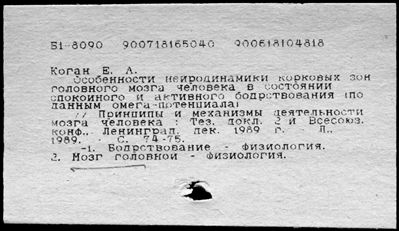 Б1-8090 900718165040 900618104818
Коган Е. А.
Особенности нейродинамики корковых зон
головного мозга человека в состоянии
спокойного и активного бодрствования (по
данным омега-потенциала)
// Принципы и механизмы деятельности
мозга человека : Тез. докл. 2 и Всесоюз.
конф., Ленинград, дек. 1989 г. - Л.,
1989. - С. 74-75.
-1. Бодрствование - физиология.
2. Мозг головной - физиология.